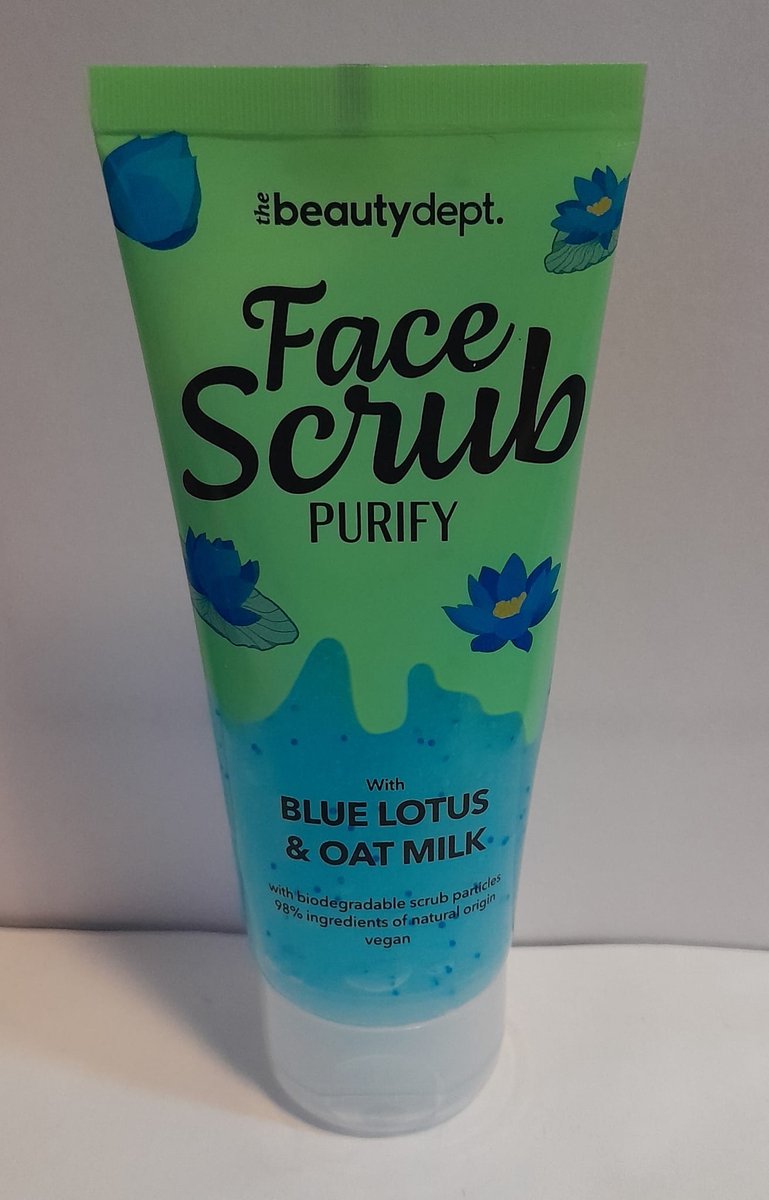 the beautydept.
Face
Scrub
PURIFY
With
BLUE LOTUS
& OAT MILK
with biodegradable scrub particles
98% ingredients of natural origin
vegan